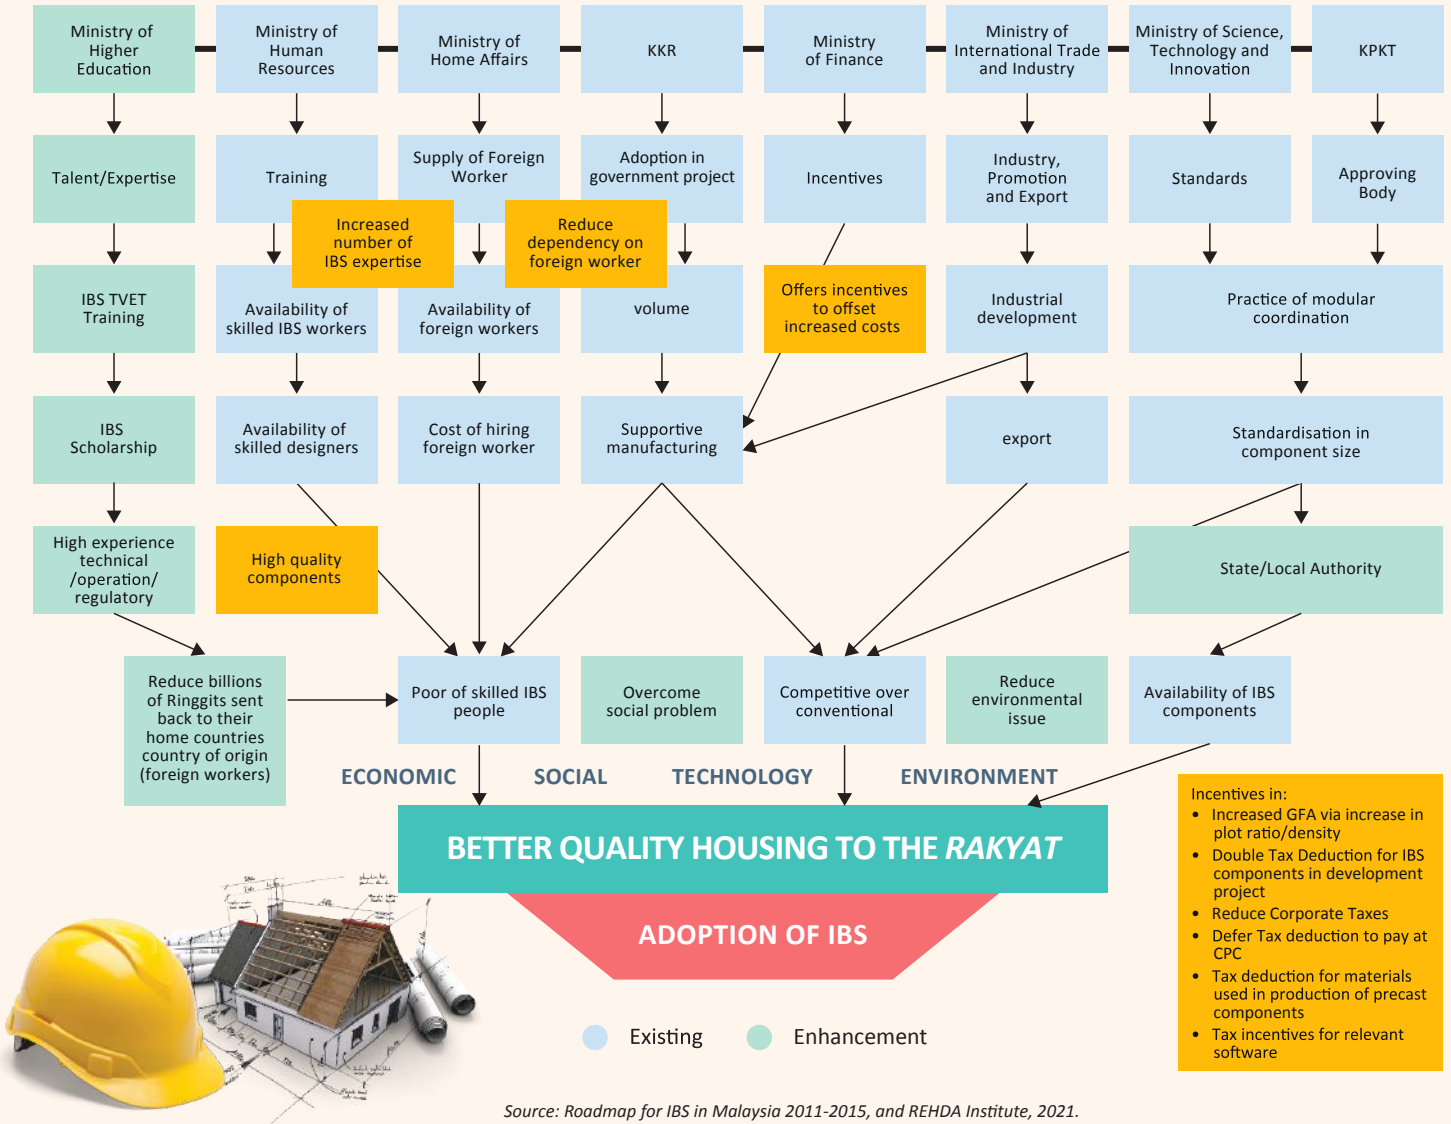 Ministry of
Higher
Education
Ministry of
Human
Resources
Ministry of
Home Affairs
KKR
Ministry
of Finance
Ministry of
International Trade
and Industry
Ministry of Science,
Technology and
Innovation
KPKT
Talent/Expertise
Training
Supply of Foreign
Worker
Adoption in
government project
Incentives
Industry,
Promotion
and Export
Standards
Approving
Body
Increased
number of
IBS expertise
Reduce
dependency on
foreign worker
IBS TVET
Training
Availability of
skilled IBS workers
Availability of
foreign workers
volume
Offers incentives
to offset
increased costs
Industrial
development
Practice of modular
coordination
IBS
Scholarship
Availability of
skilled designers
Cost of hiring
foreign worker
Supportive
manufacturing
export
Standardisation in
component size
High experience
technical
/operation/
regulatory
High quality
components
State/Local Authority
Reduce billions
of Ringgits sent
back to their
home countries
country of origin
(foreign workers)
Poor of skilled IBS
people
Overcome
social problem
Competitive over
conventional
Reduce
environmental
issue
Availability of IBS
components
ECONOMIC
SOCIAL
TECHNOLOGY
ENVIRONMENT
BETTER QUALITY HOUSING TO THE RAKYAT
ADOPTION OF IBS
Incentives in:
• Increased GFA via increase in
plot ratio/density
• Double Tax Deduction for IBS
components in development
project
• Reduce Corporate Taxes
• Defer Tax deduction to pay at
CPC
• Tax deduction for materials
used in production of precast
components
• Tax incentives for relevant
software
Existing
Enhancement
Source: Roadmap for IBS in Malaysia 2011-2015, and REHDA Institute, 2021.